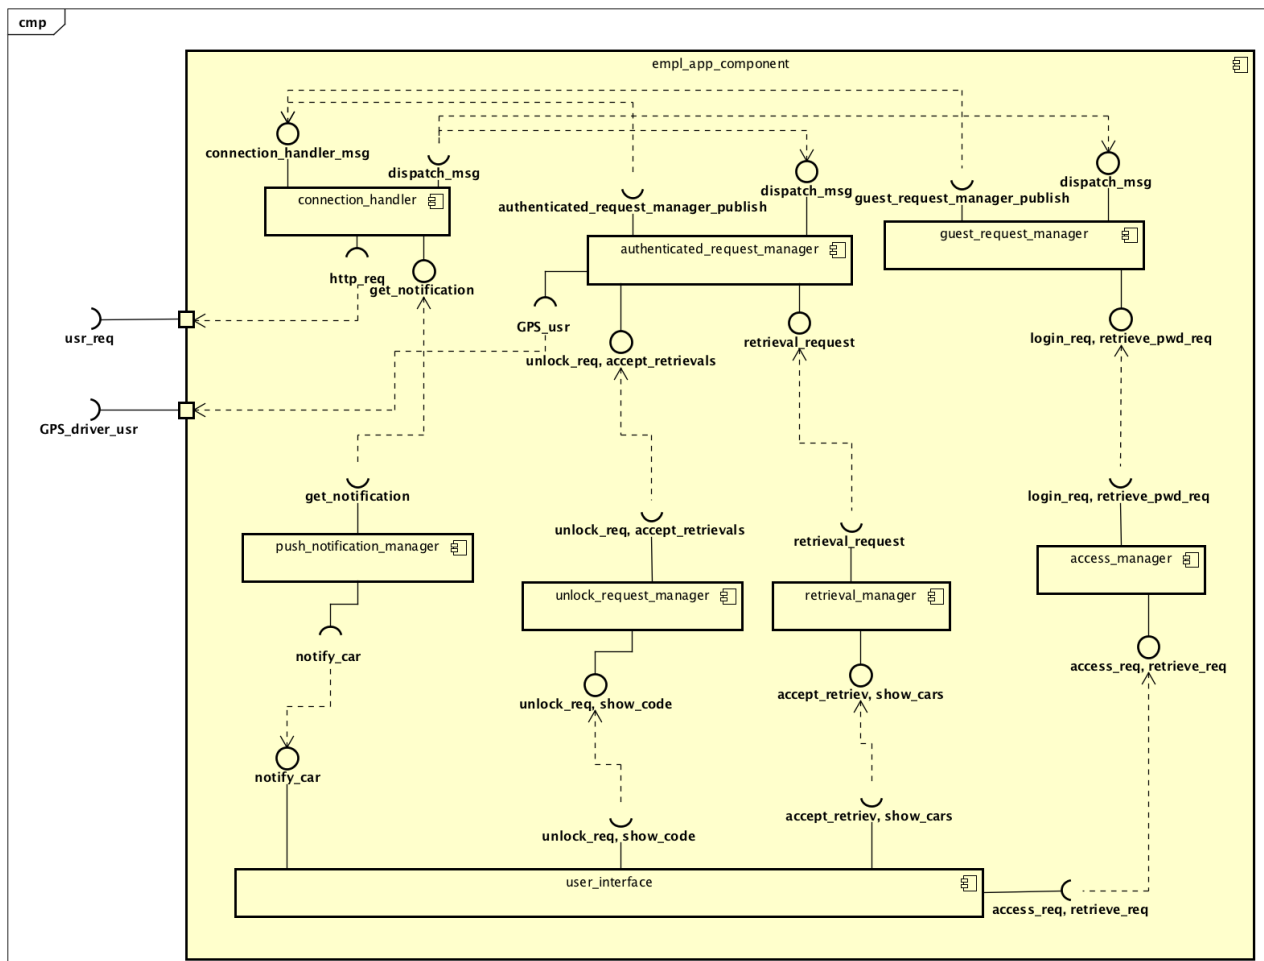 cmp
empl_app_component
connection_handler_msg
dispatch_msg
connection_handler
authenticated_request_manager_publish
dispatch_msg
guest_request_manager_publish
dispatch_msg
authenticated_request_manager
guest_request_manager
http_req
get_notification
usr_req
GPS_usr
unlock_req, accept_retrievals
retrieval_request
login_req, retrieve_pwd_req
GPS_driver_usr
get_notification
unlock_req, accept_retrievals
retrieval_request
login_req, retrieve_pwd_req
push_notification_manager
unlock_request_manager
retrieval_manager
access_manager
notify_car
unlock_req, show_code
accept_retriev, show_cars
access_req, retrieve_req
notify_car
unlock_req, show_code
accept_retriev, show_cars
user_interface
access_req, retrieve_req